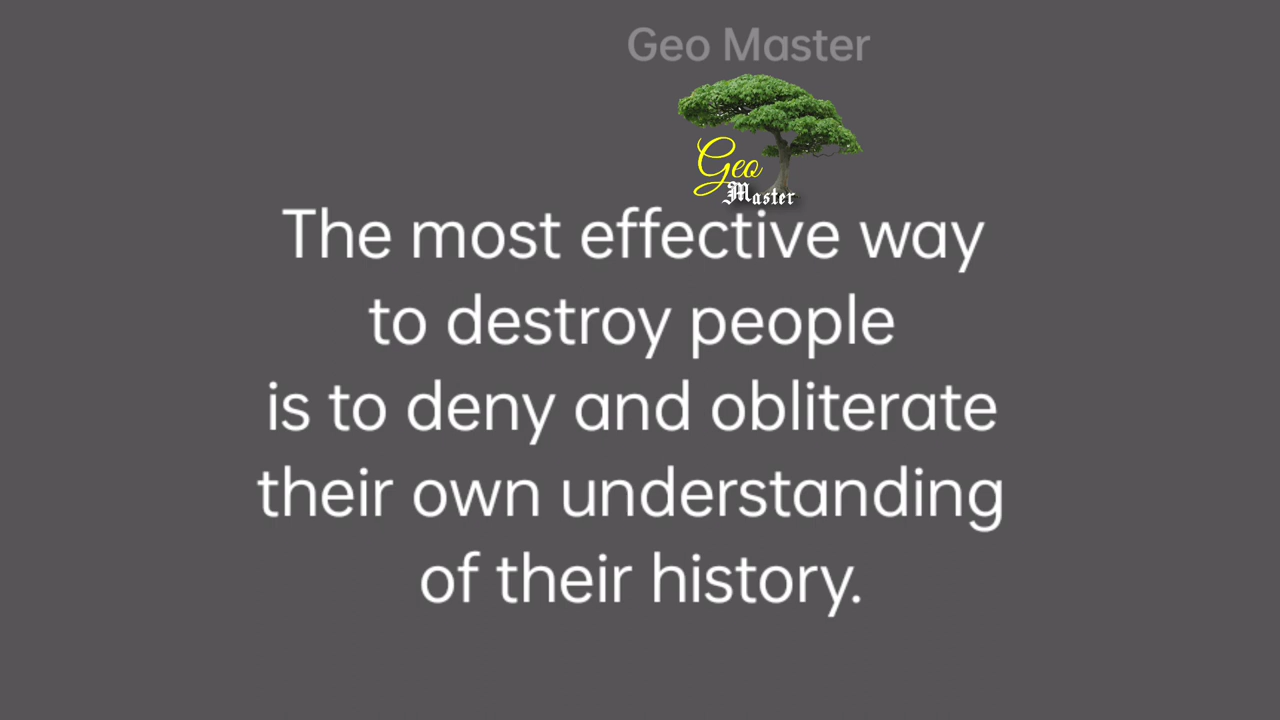 Geo Master
Geo
Master
The most effective way
to destroy people
is to deny and obliterate
their own understanding
of their history.